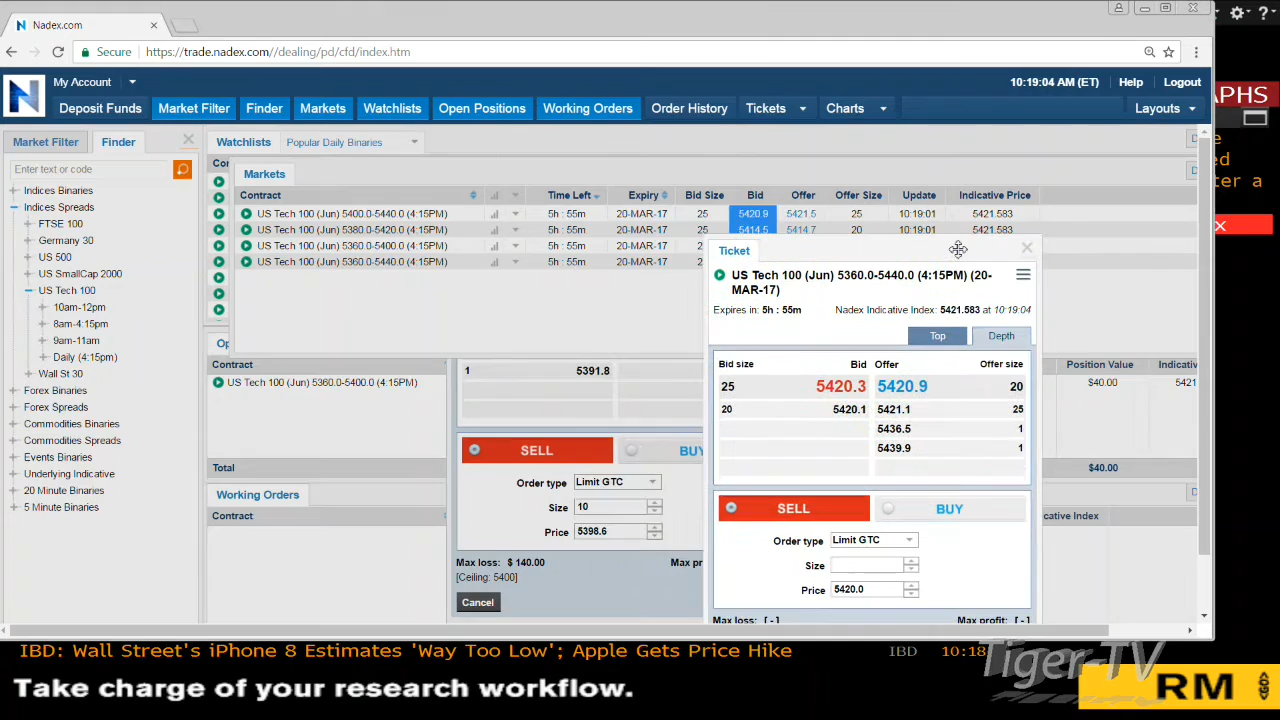 Nadex.com
Secure https://trade.nadex.com//dealing/pd/cfd/index.htm
My Account
10:19:04 AM (ET) Help Logout
Deposit Funds Market Filter Finder Markets Watchlists Open Positions Working Orders Order History Tickets Charts Layouts
Market Filter Finder
Enter text or code
Indices Binaries
Indices Spreads
FTSE 100
Germany 30
US 500
US SmallCap 2000
US Tech 100
10am-12pm
8am-4:15pm
9am-11am
Daily (4:15pm)
Wall St 30
Forex Binaries
Forex Spreads
Commodities Binaries
Commodities Spreads
Events Binaries
Underlying Indicative
20 Minute Binaries
5 Minute Binaries
Watchlists Popular Daily Binaries
Markets
Contract Time Left Expiry Bid Size Bid Offer Offer Size Update Indicative Price
US Tech 100 (Jun) 5400.0-5440.0 (4:15PM) 5h : 55m 20-MAR-17 25 5420.9 5421.5 25 10:19:01 5421.583
US Tech 100 (Jun) 5380.0-5420.0 (4:15PM) 5h : 55m 20-MAR-17 25 5414.5 5414.7 20 10:19:01 5421.583
US Tech 100 (Jun) 5360.0-5400.0 (4:15PM) 5h : 55m 20-MAR-17
US Tech 100 (Jun) 5360.0-5440.0 (4:15PM) 5h : 55m 20-MAR-17
Contract
US Tech 100 (Jun) 5360.0-5400.0 (4:15PM)
Total
Working Orders
Contract
1 5391.8
SELL BUY
Order type Limit GTC
Size 10
Price 5398.6
Max loss: $ 140.00
[Ceiling: 5400]
Cancel
Ticket
US Tech 100 (Jun) 5360.0-5440.0 (4:15PM) (20-
MAR-17)
Expires in: 5h : 55m Nadex Indicative Index: 5421.583 at 10:19:04
Top Depth
Bid size Bid Offer Offer size
25 5420.3 5420.9 20
20 5420.1 5421.1 25
5436.5 1
5439.9 1
SELL BUY
Order type Limit GTC
Size
Price 5420.0
Max loss: [ - ] Max profit: [ - ]
Position Value
$40.00
$40.00
IBD: Wall Street's iPhone 8 Estimates 'Way Too Low'; Apple Gets Price Hike IBD 10:18
Take charge of your research workflow.
Tiger-TV
RM